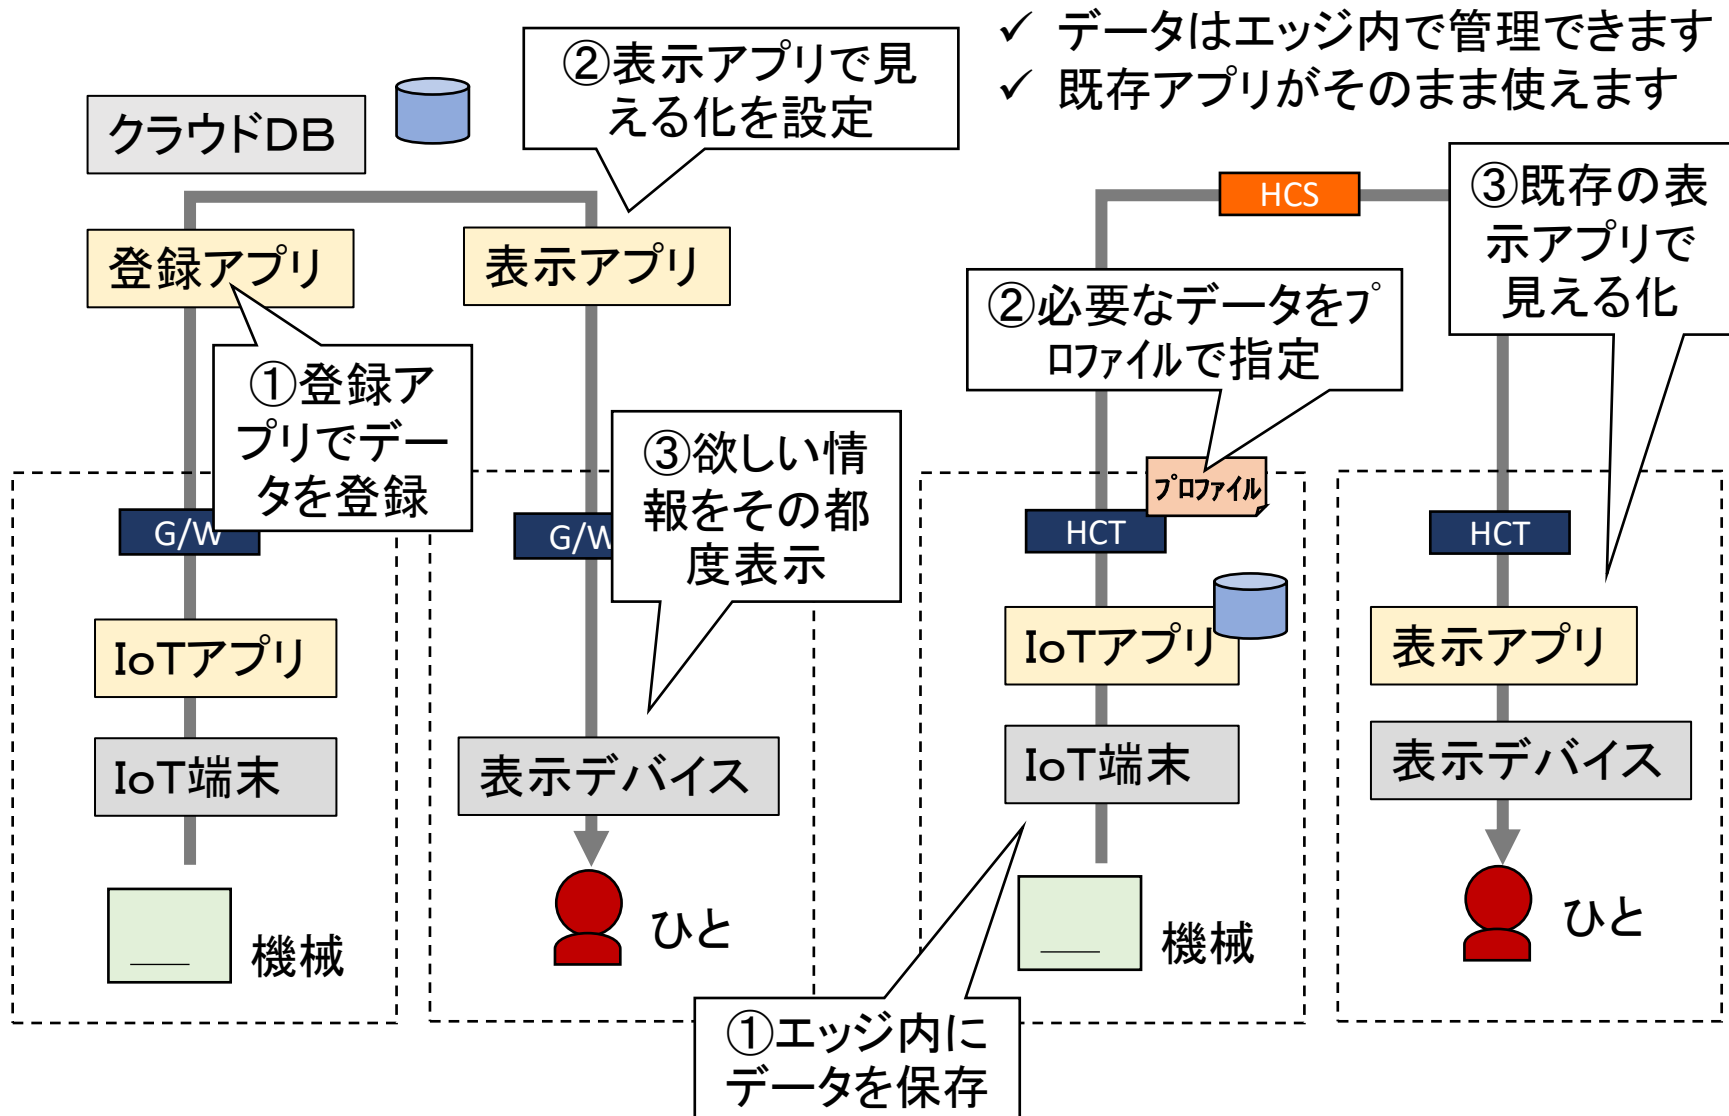 ✓ データはエッジ内で管理できます
✓ 既存アプリがそのまま使えます
②表示アプリで見
える化を設定
クラウドDB
HCS
③既存の表
示アプリで
見える化
登録アプリ
表示アプリ
②必要なデータをプ
ロファイルで指定
①登録ア
プリでデー
タを登録
③欲しい情
報をその都
度表示
プロファイル
G/W
G/W
HCT
HCT
IoTアプリ
IoTアプリ
表示アプリ
IoT端末
表示デバイス
IoT端末
表示デバイス
機械
ひと
機械
ひと
①エッジ内に
データを保存